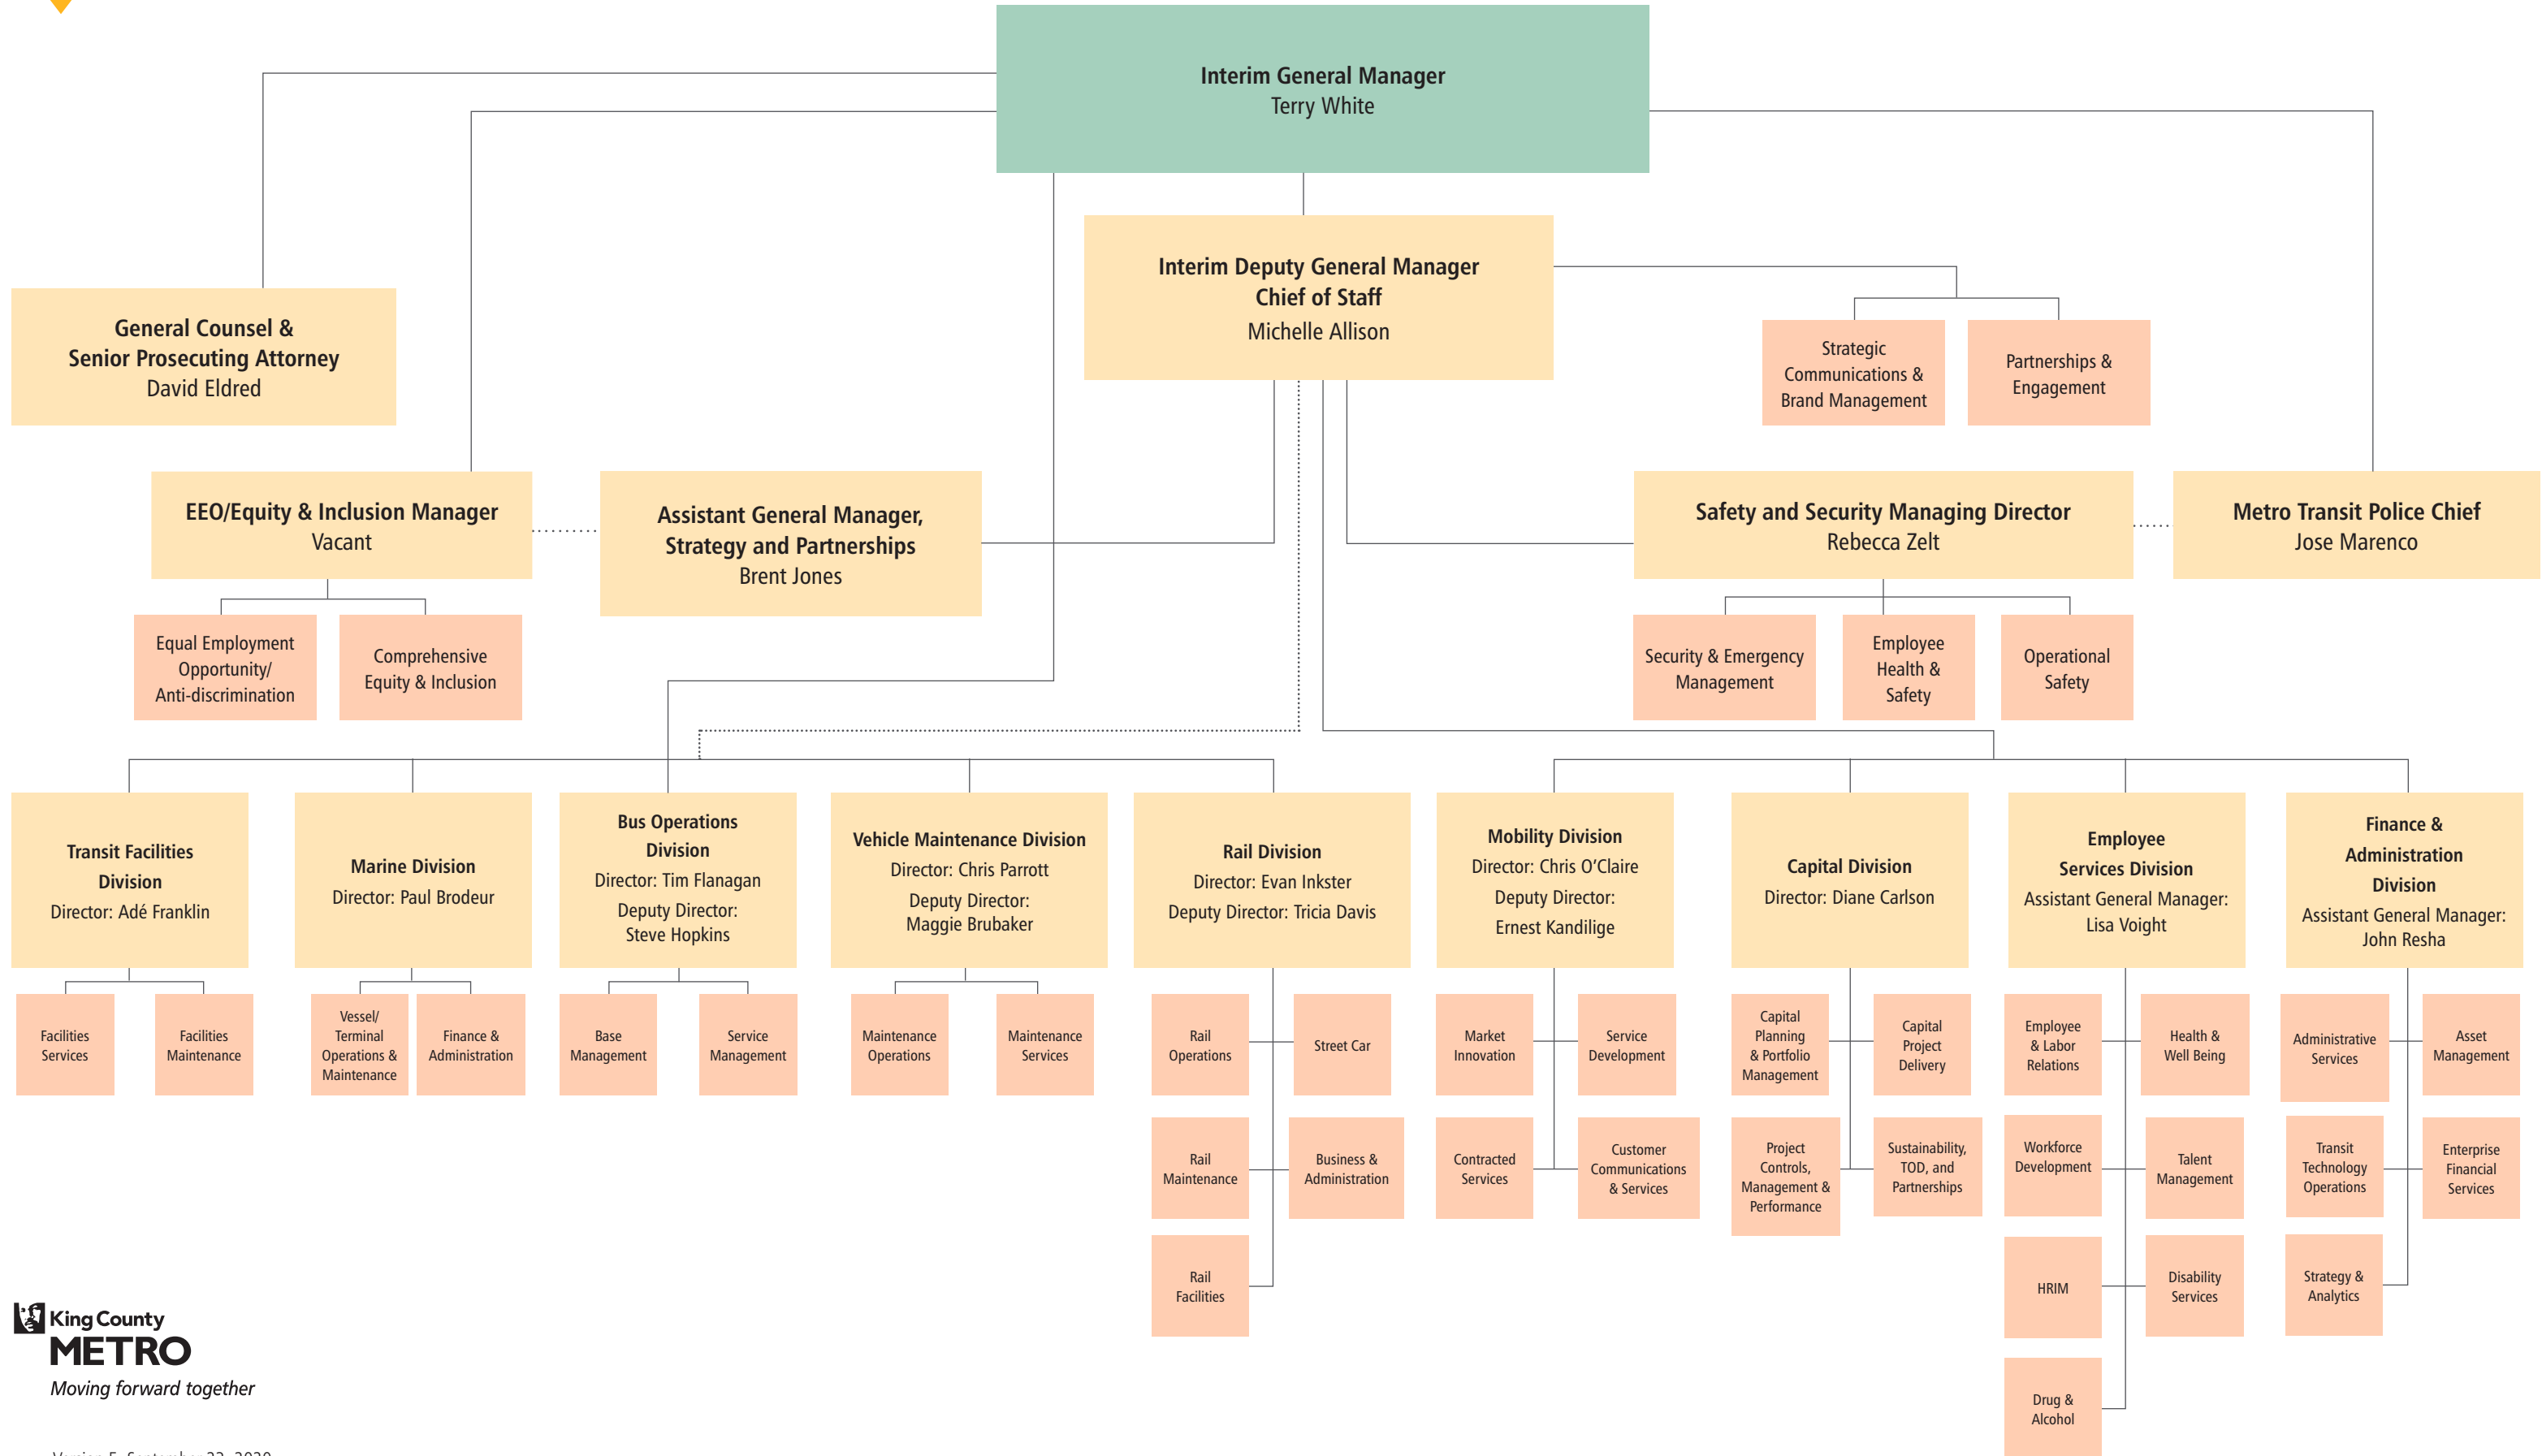 Interim General Manager
Terry White
Interim Deputy General Manager
Chief of Staff
Michelle Allison
General Counsel &
Senior Prosecuting Attorney
David Eldred
Strategic
Communications &
Brand Management
Partnerships &
Engagement
EEO/Equity & Inclusion Manager
Vacant
Assistant General Manager,
Strategy and Partnerships
Brent Jones
Safety and Security Managing Director
Rebecca Zelt
Metro Transit Police Chief
Jose Marenco
Equal Employment
Opportunity/
Anti-discrimination
Comprehensive
Equity & Inclusion
Security & Emergency
Management
Employee
Health &
Safety
Operational
Safety
Transit Facilities
Division
Director: Adé Franklin
Marine Division
Director: Paul Brodeur
Bus Operations
Division
Director: Tim Flanagan
Deputy Director:
Steve Hopkins
Vehicle Maintenance Division
Director: Chris Parrott
Deputy Director:
Maggie Brubaker
Rail Division
Director: Evan Inkster
Deputy Director: Tricia Davis
Mobility Division
Director: Chris O’Claire
Deputy Director:
Ernest Kandilige
Capital Division
Director: Diane Carlson
Employee
Services Division
Assistant General Manager:
Lisa Voight
Finance &
Administration
Division
Assistant General Manager:
John Resha
Facilities
Services
Facilities
Maintenance
Vessel/
Terminal
Operations &
Maintenance
Finance &
Administration
Base
Management
Service
Management
Maintenance
Operations
Maintenance
Services
Rail
Operations
Street Car
Rail
Maintenance
Business &
Administration
Rail
Facilities
Market
Innovation
Service
Development
Contracted
Services
Customer
Communications
& Services
Capital
Planning
& Portfolio
Management
Capital
Project
Delivery
Project
Controls,
Management &
Performance
Sustainability,
TOD, and
Partnerships
Employee
& Labor
Relations
Health &
Well Being
Workforce
Development
Talent
Management
HRIM
Disability
Services
Drug &
Alcohol
Administrative
Services
Asset
Management
Transit
Technology
Operations
Enterprise
Financial
Services
Strategy &
Analytics
King County
METRO
Moving forward together
Version 5, September 23, 2020